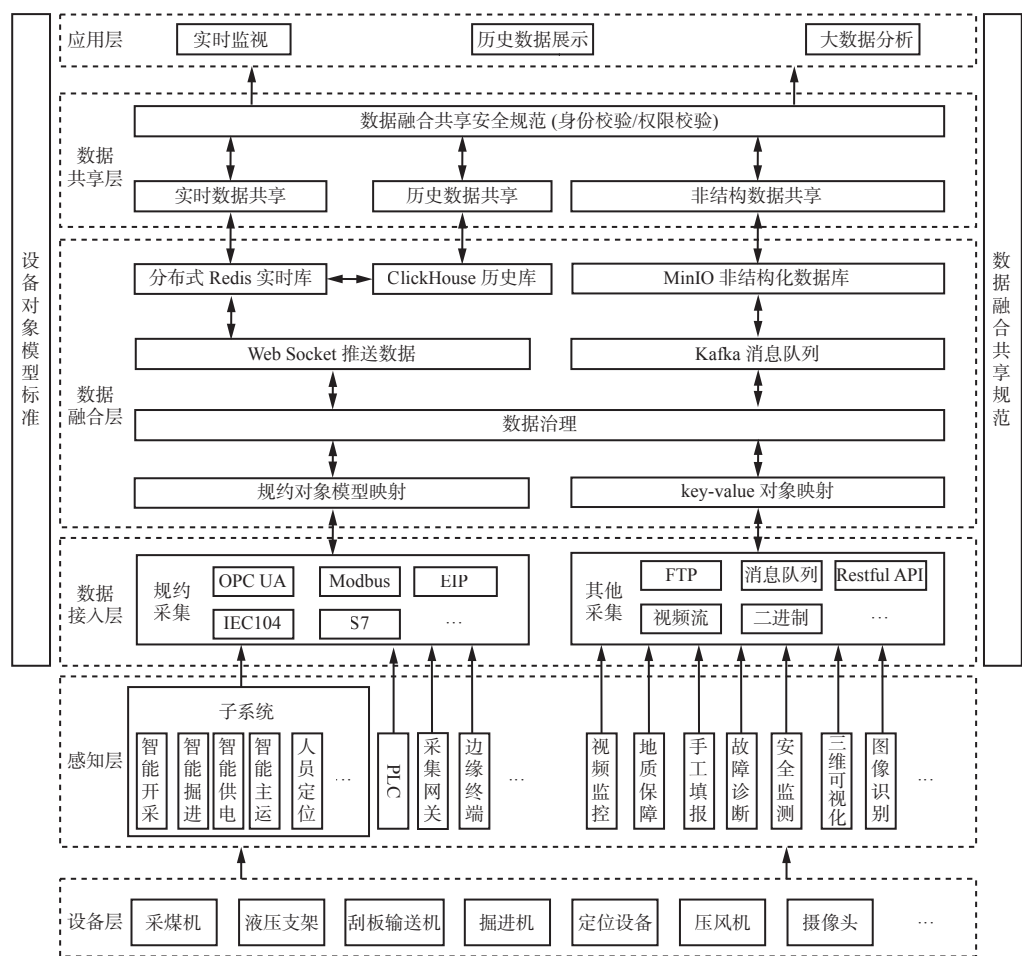 应用层
实时监视
历史数据展示
大数据分析
设备对象模型标准
数据融合共享规范
数据
共享层
数据融合共享安全规范 (身份校验/权限校验)
实时数据共享
历史数据共享
非结构数据共享
数据
融合层
分布式 Redis 实时库
ClickHouse 历史库
MinIO 非结构化数据库
Web Socket 推送数据
Kafka 消息队列
数据治理
规约对象模型映射
key-value 对象映射
数据
接入层
规约
采集
OPC UA
Modbus
EIP
IEC104
S7
…
其他
采集
FTP
消息队列
Restful API
视频流
二进制
…
感知层
子系统
智能开采
智能掘进
智能供电
智能主运
人员定位
…
PLC
采集网关
边缘终端
…
视频监控
地质保障
手工填报
故障诊断
安全监测
三维可视化
图像识别
…
设备层
采煤机
液压支架
刮板输送机
掘进机
定位设备
压风机
摄像头
…